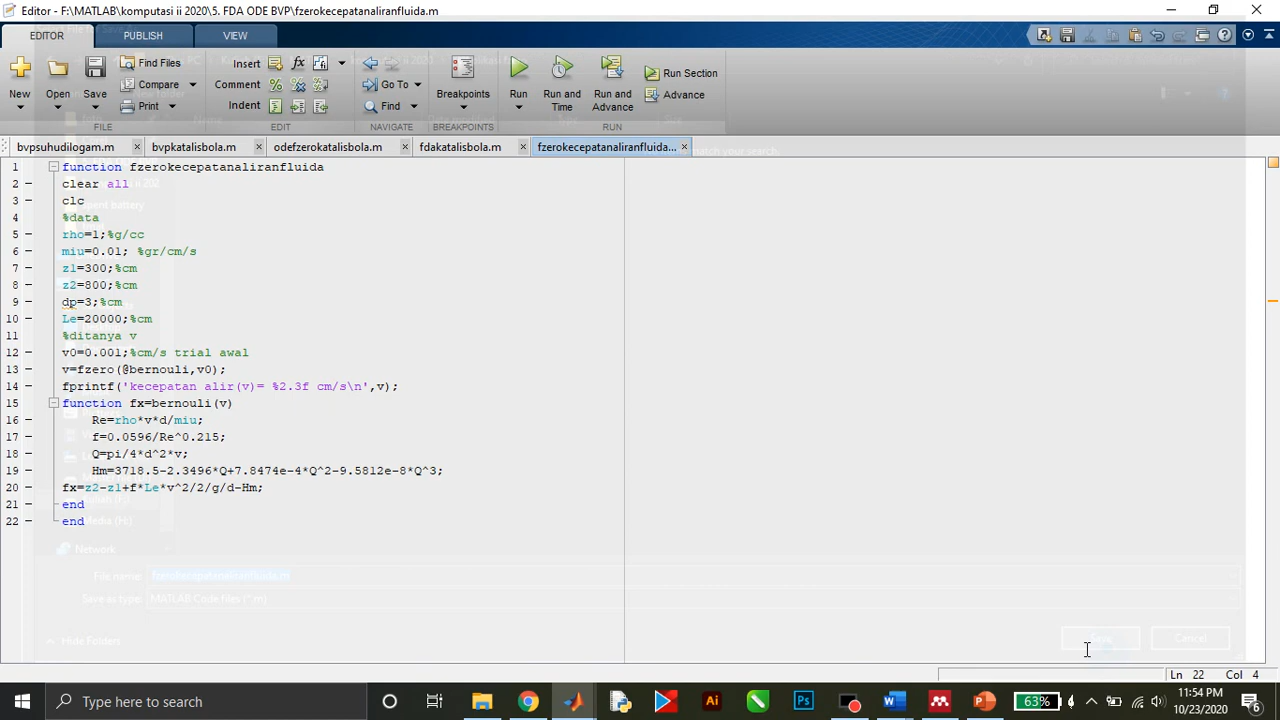 Editor - F:\MATLAB\komputasi ii 2020\5. FDA ODE BVP\fzerokecepatanaliranfluida.m
EDITOR PUBLISH VIEW
Find Files
Insert
Compare
Comment
Go To
Run Section
New Open Save
Print
Indent
Find
Breakpoints
Run Run and Time Run and Advance
Advance
FILE EDIT NAVIGATE BREAKPOINTS RUN
bvpsuhudilogam.m bvpkatalisbola.m odefzerokatalisbola.m fdakatalisbola.m fzerokecepatanaliranfluida...
1 function fzerokecepatanaliranfluida
2 clear all
3 clc
4 %data
5 rho=1;%g/cc
6 miu=0.01; %gr/cm/s
7 z1=300;%cm
8 z2=800;%cm
9 dp=3;%cm
10 Le=20000;%cm
11 %ditanya v
12 v0=0.001;%cm/s trial awal
13 v=fzero(@bernouli,v0);
14 fprintf('kecepatan alir(v)= %2.3f cm/s\n',v);
15 function fx=bernouli(v)
16 Re=rho*v*d/miu;
17 f=0.0596/Re^0.215;
18 Q=pi/4*d^2*v;
19 Hm=3718.5-2.3496*Q+7.8474e-4*Q^2-9.5812e-8*Q^3;
20 fx=z2-z1+f*Le*v^2/2/g/d-Hm;
21 end
22 end
Network
File name: fzerokecepatanaliranfluida.m
Save as type: MATLAB Code files (*.m)
Hide Folders
Save Cancel
Ln 22 Col 4
Type here to search
63%
11:54 PM
10/23/2020
6